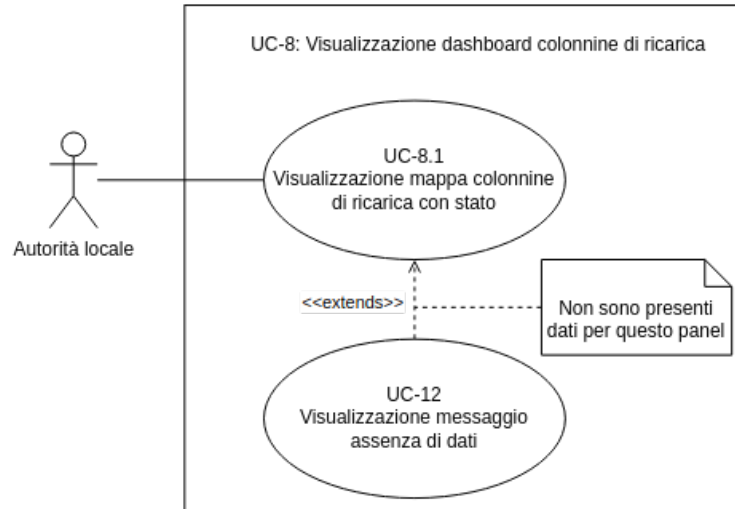 UC-8: Visualizzazione dashboard colonnine di ricarica
UC-8.1
Visualizzazione mappa colonnine
di ricarica con stato
Autorità locale
<<extends>>
Non sono presenti
dati per questo panel
UC-12
Visualizzazione messaggio
assenza di dati